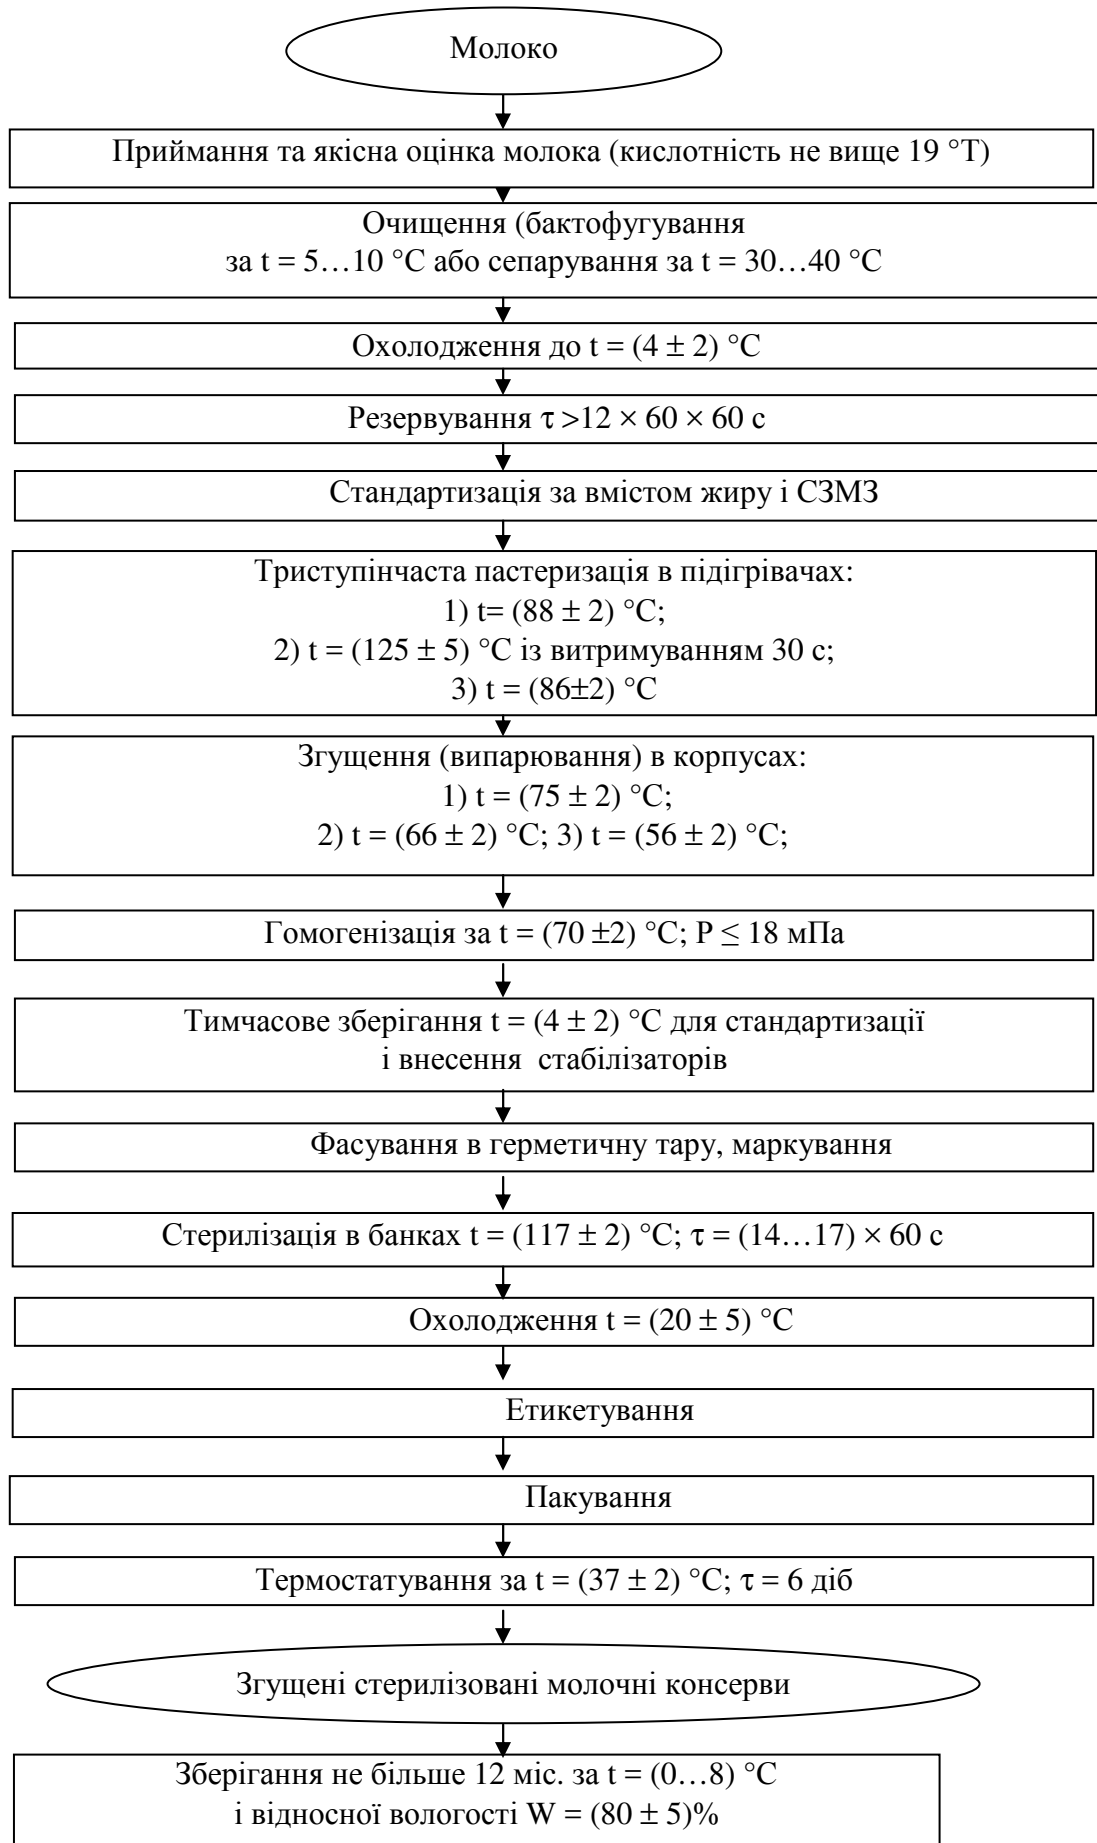 Молоко
Приймання та якісна оцінка молока (кислотність не вище 19 °Т)
Очищення (бактофугування
за t = 5…10 °С або сепарування за t = 30…40 °С
Охолодження до t = (4 ± 2) °С
Резервування τ >12 × 60 × 60 с
Стандартизація за вмістом жиру і СЗМЗ
Триступінчаста пастеризація в підігрівачах:
1) t= (88 ± 2) °С;
2) t = (125 ± 5) °С із витримуванням 30 с;
3) t = (86±2) °С
Згущення (випарювання) в корпусах:
1) t = (75 ± 2) °С;
2) t = (66 ± 2) °С; 3) t = (56 ± 2) °С;
Гомогенізація за t = (70 ±2) °С; Р ≤ 18 мПа
Тимчасове зберігання t = (4 ± 2) °С для стандартизації
і внесення стабілізаторів
Фасування в герметичну тару, маркування
Стерилізація в банках t = (117 ± 2) °С; τ = (14…17) × 60 с
Охолодження t = (20 ± 5) °С
Етикетування
Пакування
Термостатування за t = (37 ± 2) °С; τ = 6 діб
Згущені стерилізовані молочні консерви
Зберігання не більше 12 міс. за t = (0…8) °С
і відносної вологості W = (80 ± 5)%